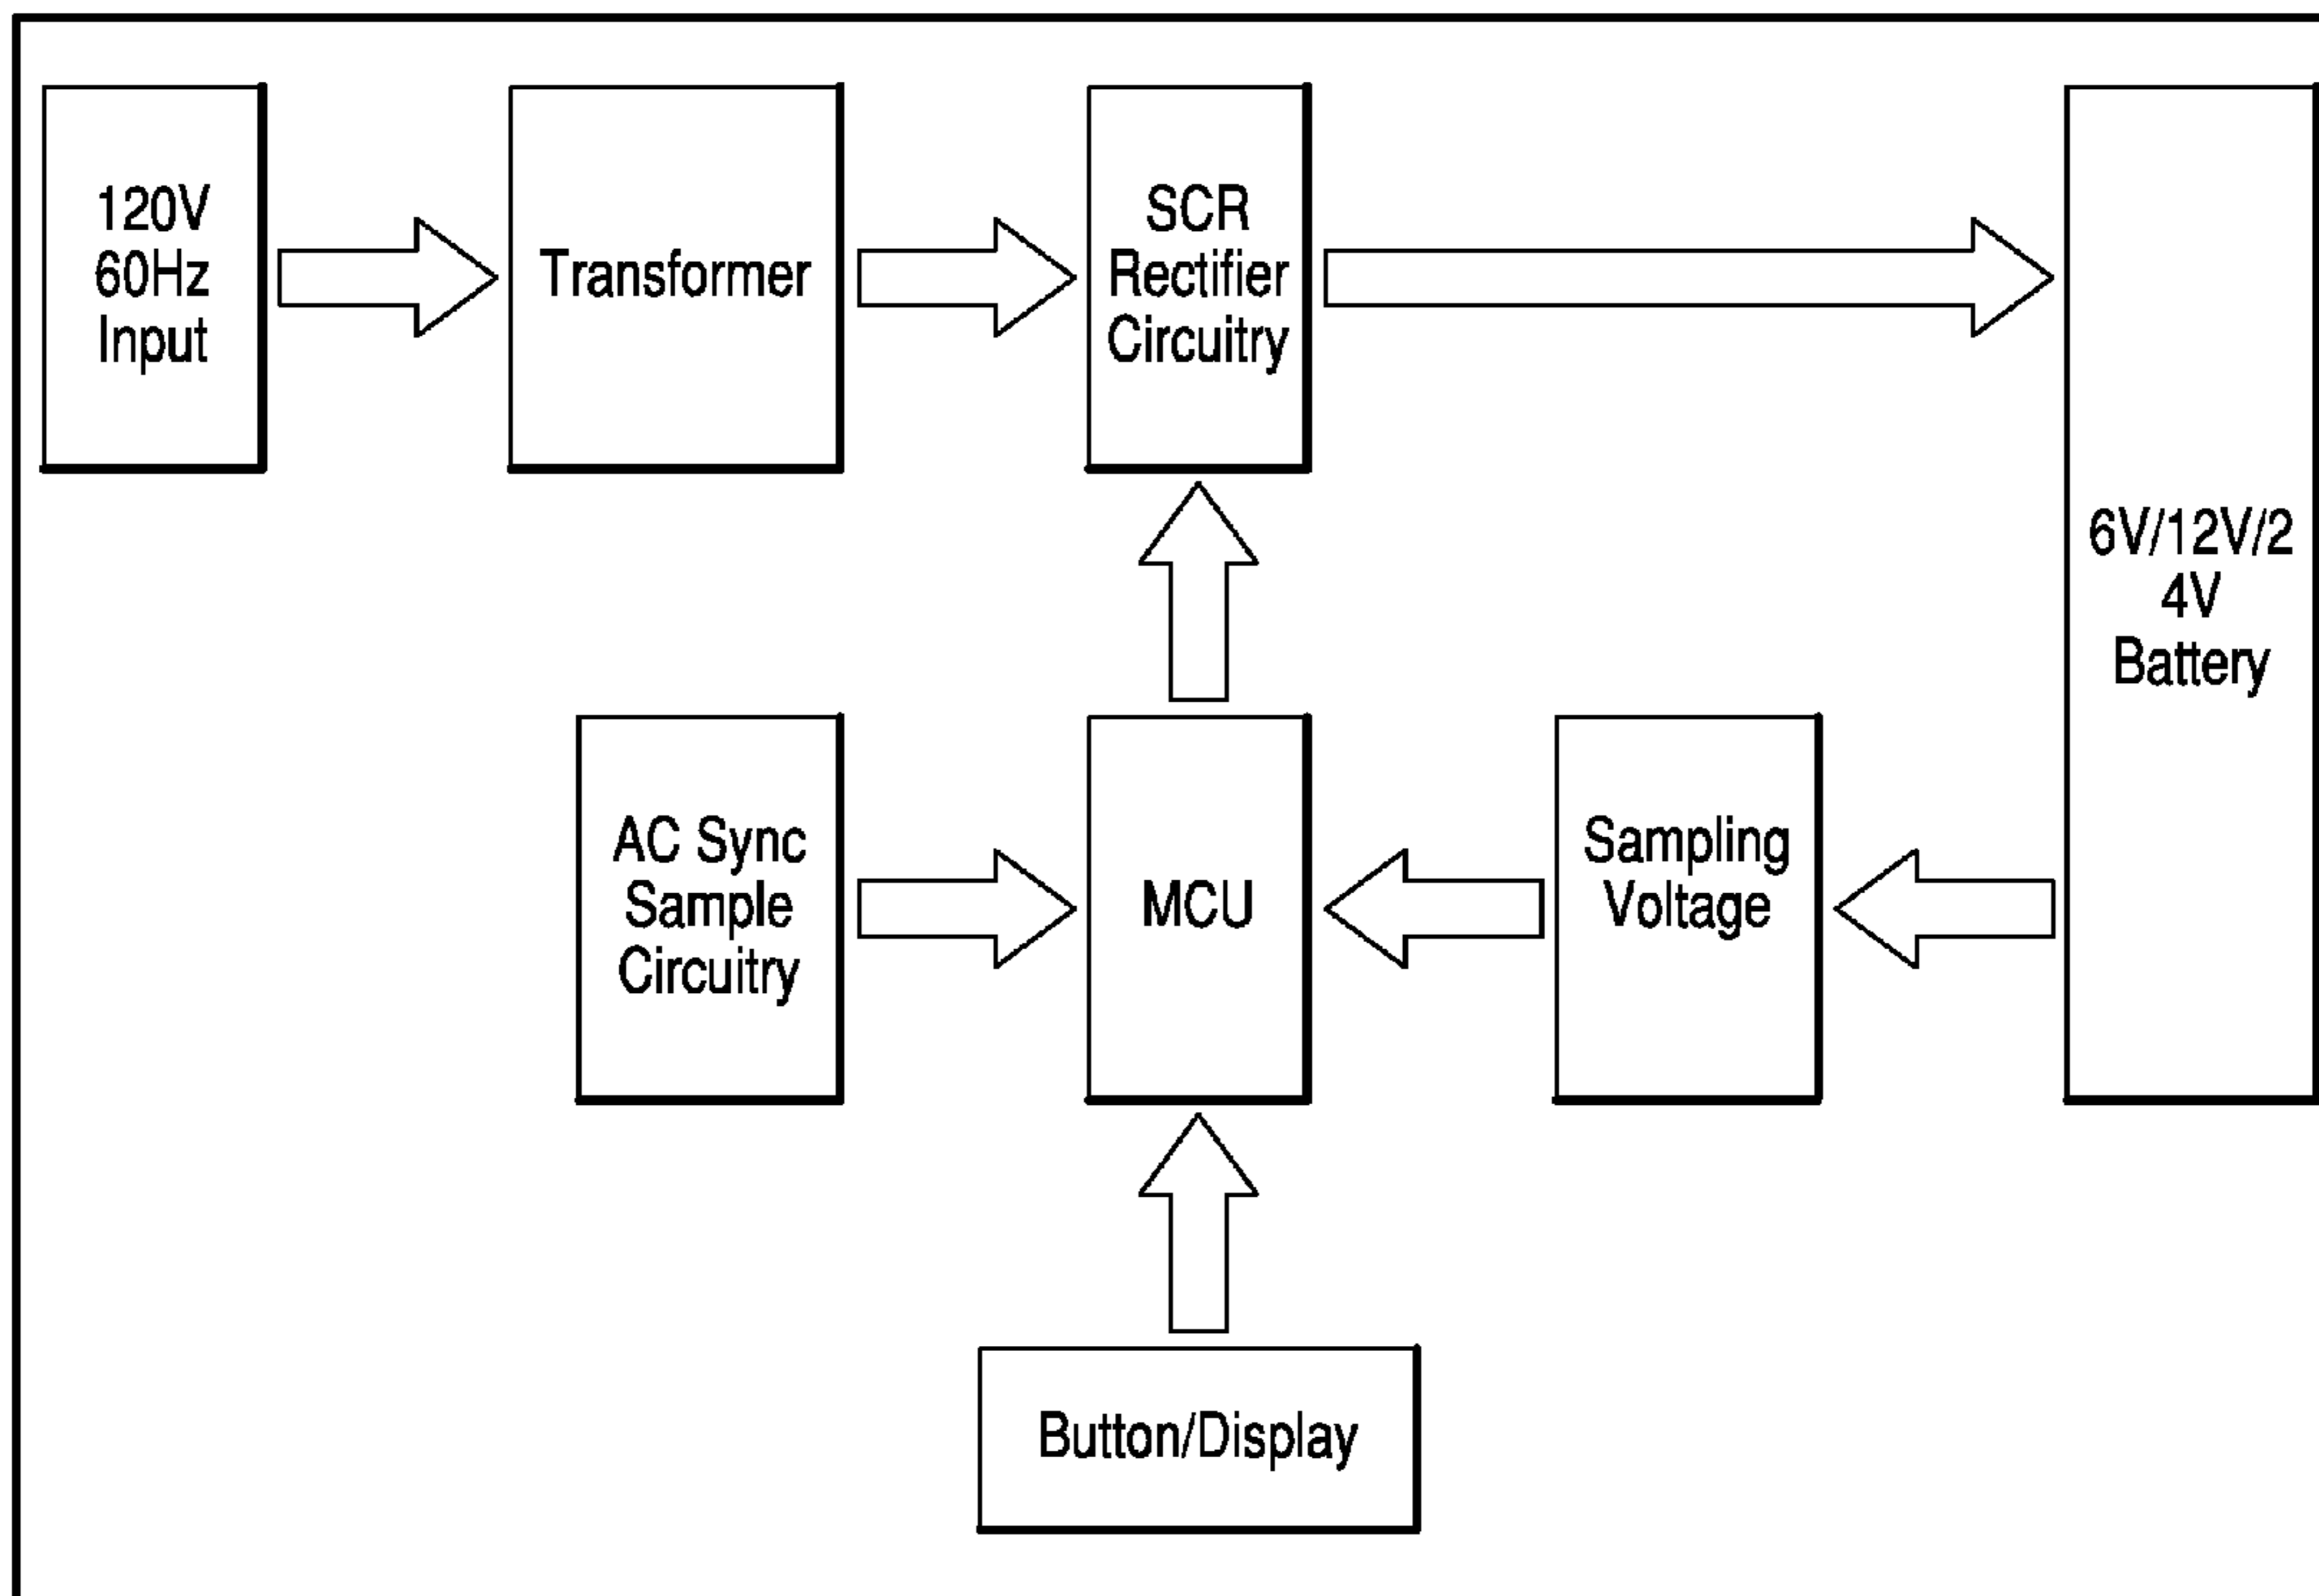 120V
60Hz
Input
Transformer
SCR
Rectifier
Circuitry
6V/12V/2
4V
Battery
AC Sync
Sample
Circuitry
MCU
Sampling
Voltage
Button/Display